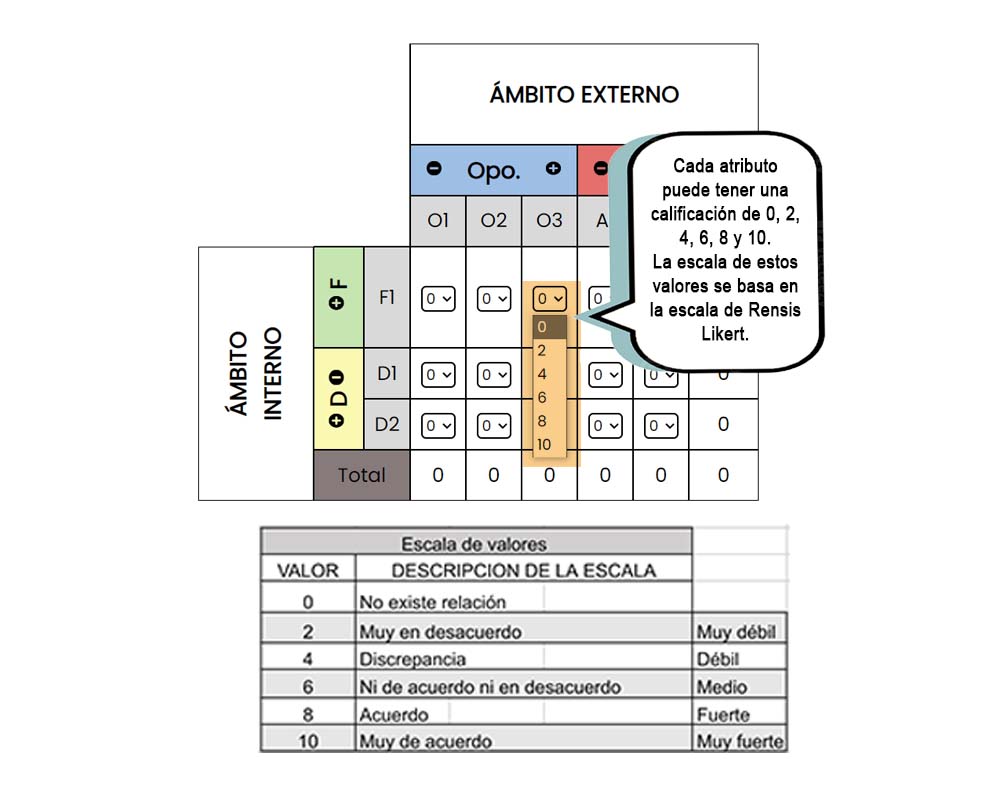 ÁMBITO EXTERNO
Opo.
O1 O2 O3 A
Cada atributo
puede tener una
calificación de 0, 2,
4, 6, 8 y 10.
La escala de estos
valores se basa en
la escala de Rensis
Likert.
ÁMBITO
INTERNO
F
F1 0 0 0 0
0
2
4
6
8
10
D
D1 0 0 0 0 0
D2 0 0 0 0 0
Total 0 0 0 0 0 0
Escala de valores
VALOR DESCRIPCION DE LA ESCALA
0 No existe relación
2 Muy en desacuerdo Muy débil
4 Discrepancia Débil
6 Ni de acuerdo ni en desacuerdo Medio
8 Acuerdo Fuerte
10 Muy de acuerdo Muy fuerte